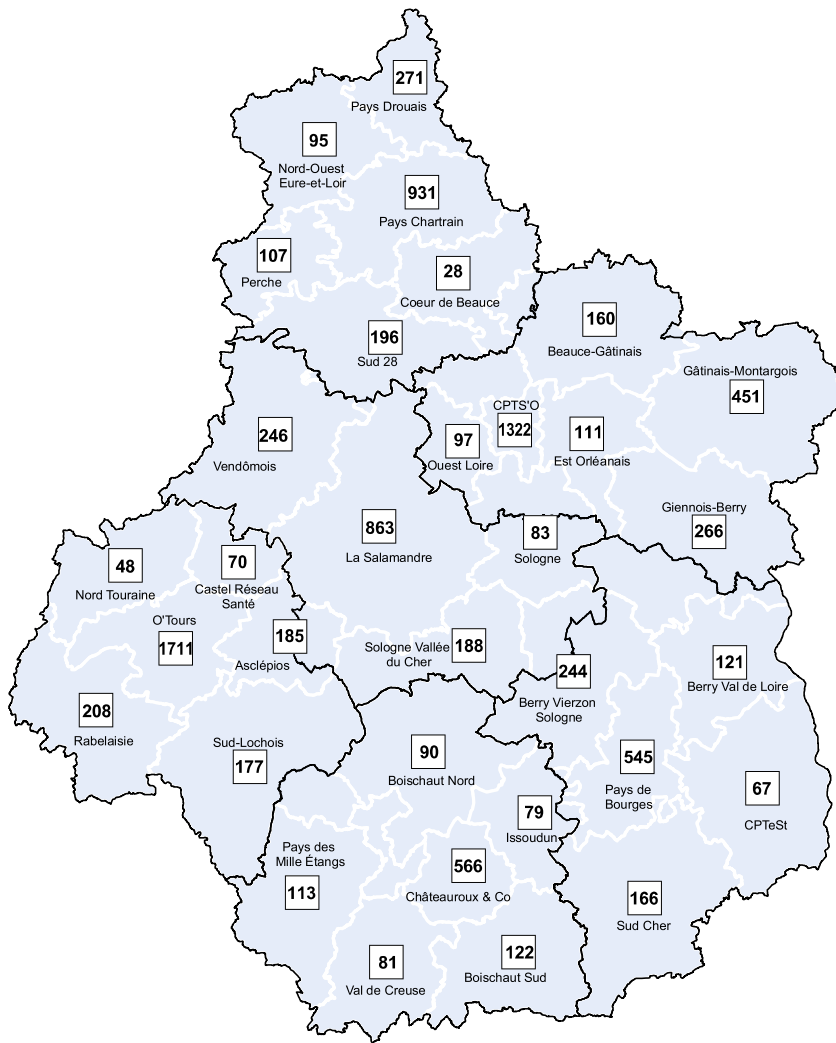 271
Pays Drouais
95
Nord-Ouest
Eure-et-Loir
931
Pays Chartrain
107
Perche
28
Coeur de Beauce
196
Sud 28
160
Beauce-Gâtinais
Gâtinais-Montargois
451
CPTS'O
1322
97
Ouest Loire
111
Est Orléanais
246
Vendômois
Giennois-Berry
266
863
La Salamandre
83
Sologne
48
Nord Touraine
70
Castel Réseau
Santé
O'Tours
1711
185
Asclépios
Sologne Vallée
du Cher
188
244
Berry Vierzon
Sologne
121
Berry Val de Loire
208
Rabelaisie
Sud-Lochois
177
90
Boischaut Nord
545
Pays de
Bourges
67
CPTeSt
79
Issoudun
Pays des
Mille Étangs
113
566
Châteauroux & Co
166
Sud Cher
81
Val de Creuse
122
Boischaut Sud